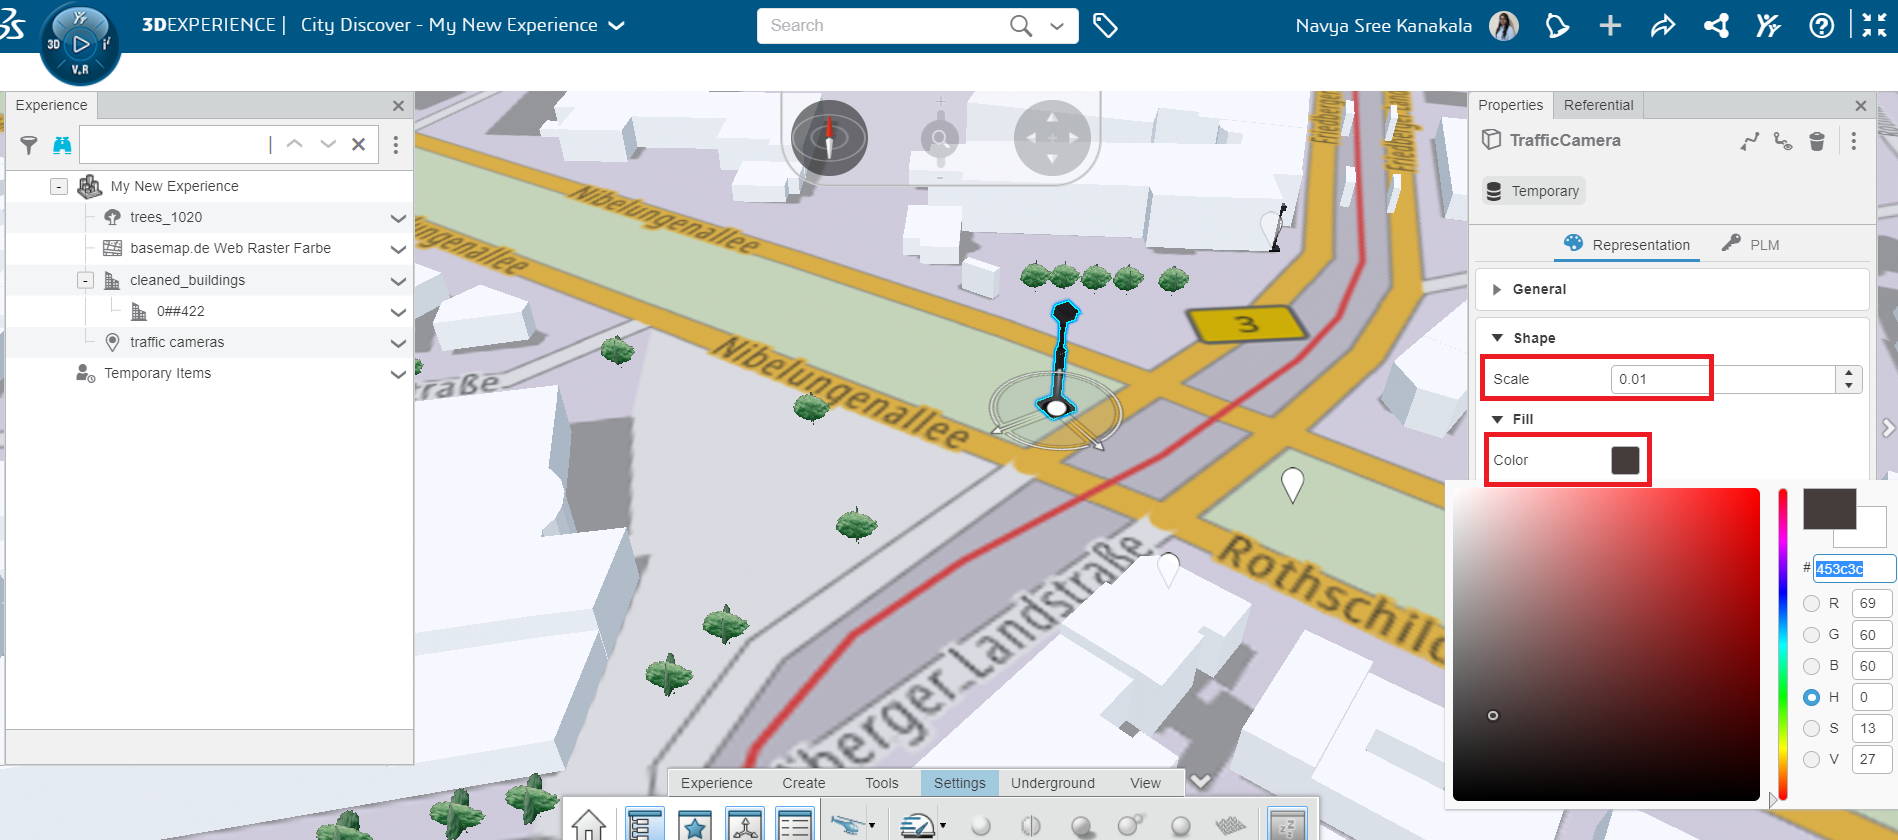 3DEXPERIENCE | City Discover - My New Experience
Search
Navya Sree Kanakala
3D
V.R
Experience
My New Experience
trees_1020
basemap.de Web Raster Farbe
cleaned_buildings
0##422
traffic cameras
Temporary Items
Nibelungenallee
ungenallee
Nibelungenallee
raße
3
Friedberger
Friedberg
Rothschild
berger Landstraße
Properties
Referential
TrafficCamera
Temporary
Representation
PLM
General
Shape
Scale
0.01
Fill
Color
# 453c3c
R 69
G 60
B 60
H 0
S 13
V 27
Experience
Create
Tools
Settings
Underground
View